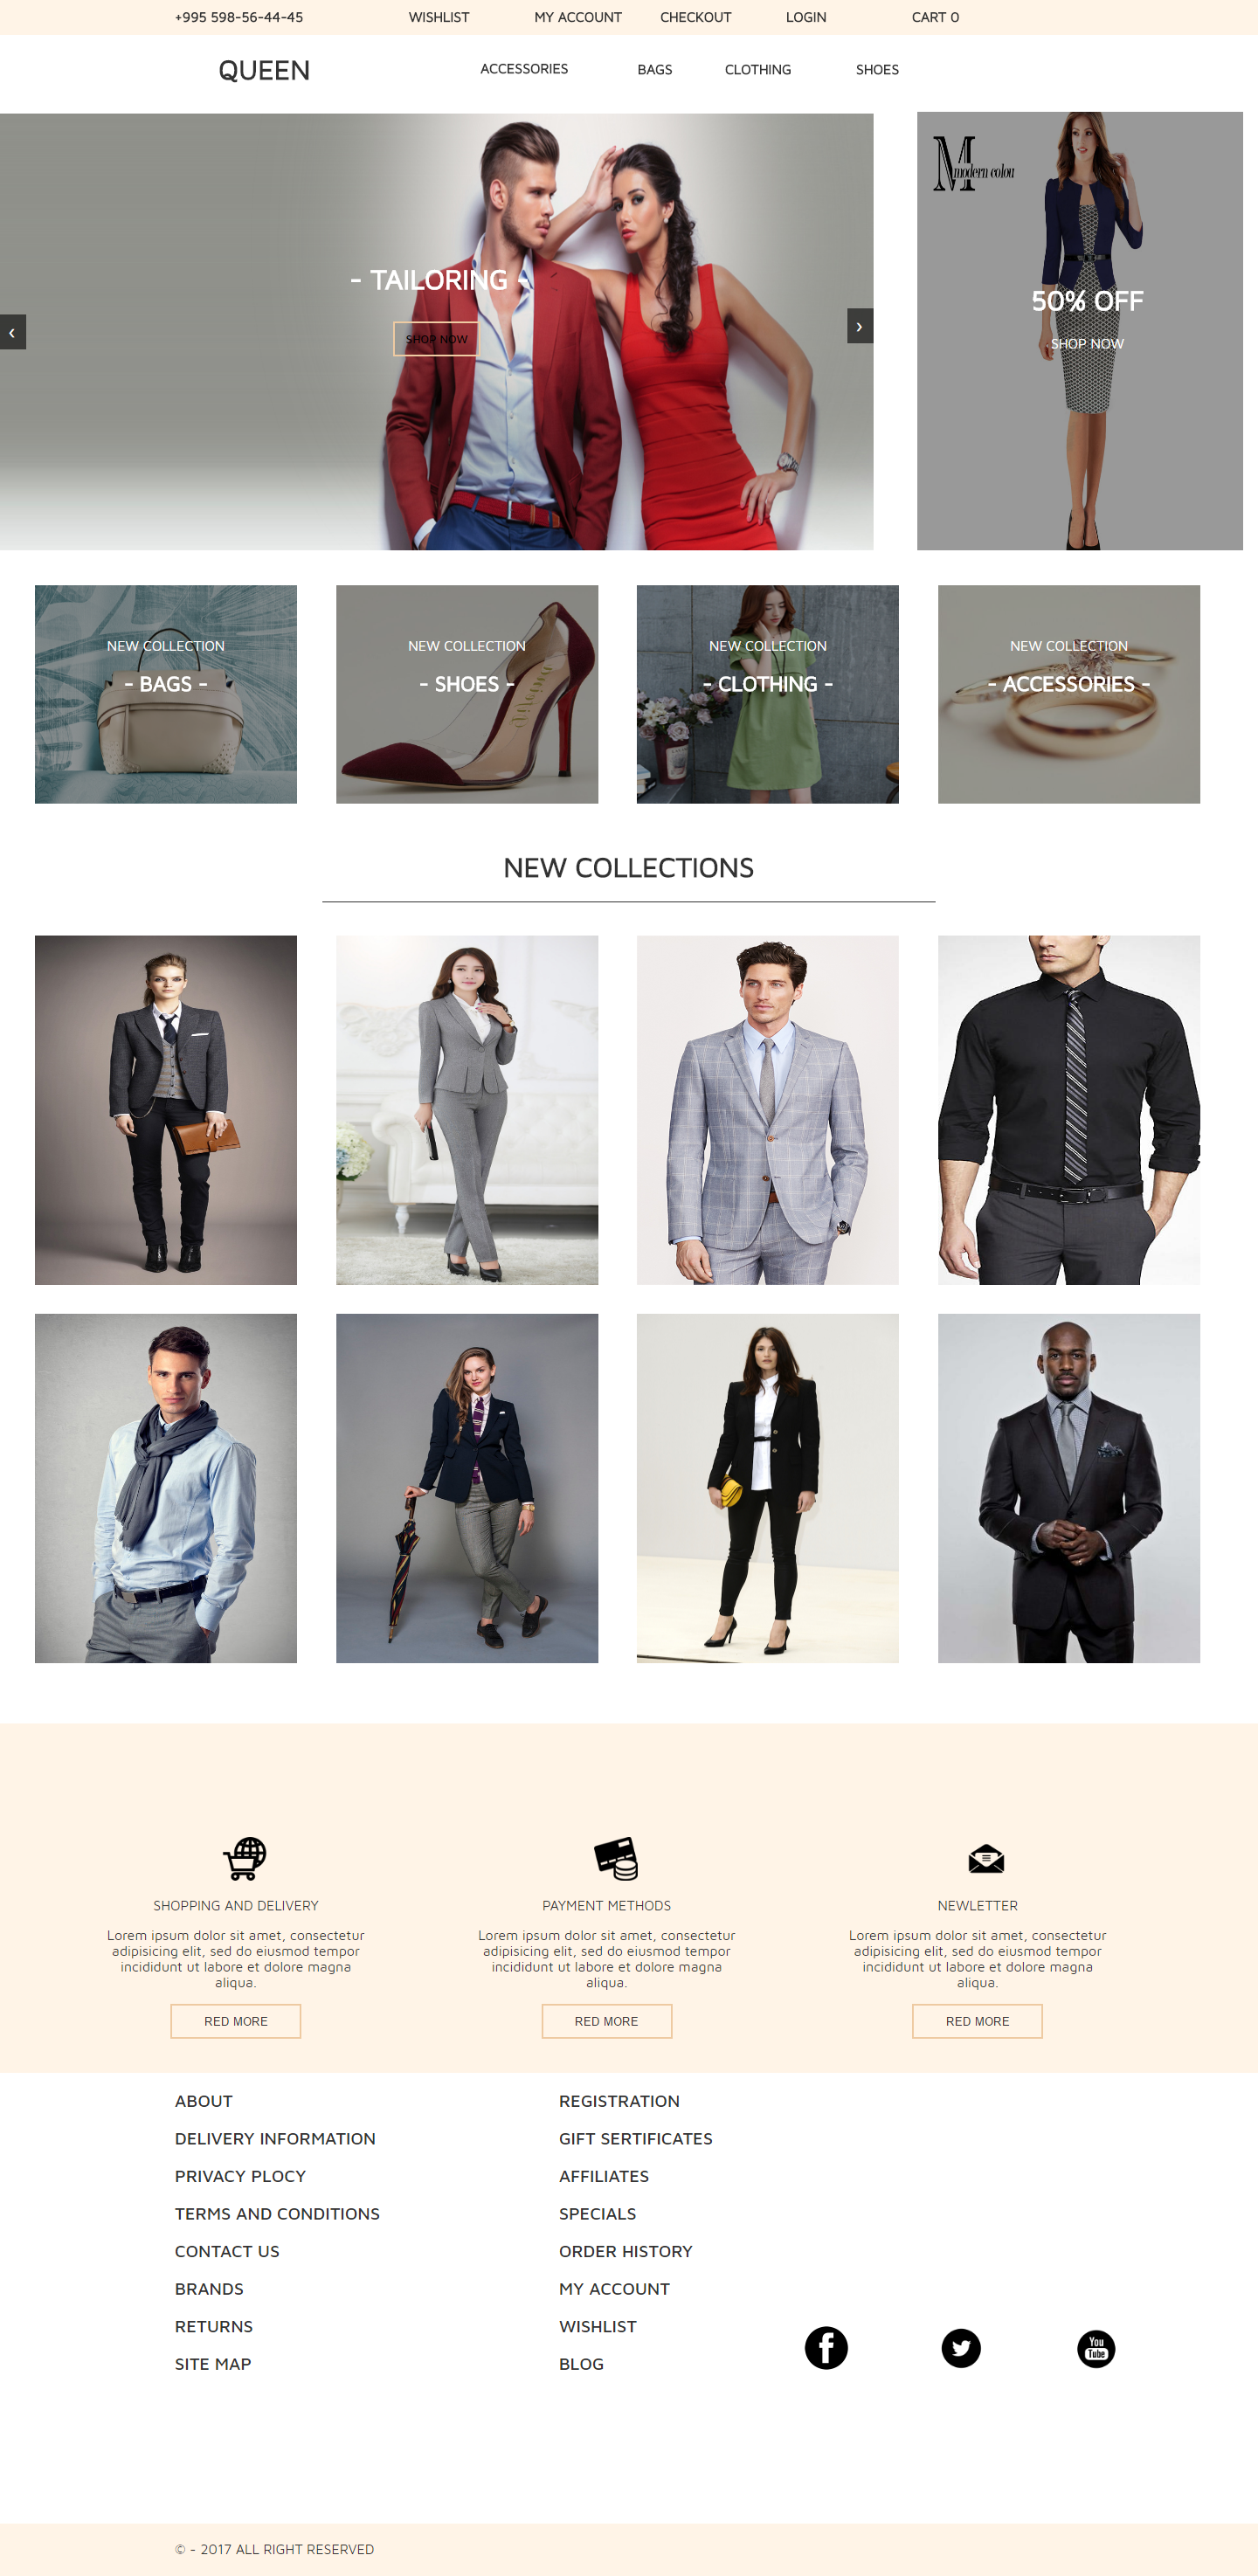 +995 598-56-44-45 WISHLIST MY ACCOUNT CHECKOUT LOGIN CART 0
QUEEN ACCESSORIES BAGS CLOTHING SHOES
M modern colou
- TAILORING -
SHOP NOW
‹
›
50% OFF
SHOP NOW
NEW COLLECTION
- BAGS -
NEW COLLECTION
- SHOES -
NEW COLLECTION
- CLOTHING -
NEW COLLECTION
- ACCESSORIES -
NEW COLLECTIONS
SHOPPING AND DELIVERY
Lorem ipsum dolor sit amet, consectetur
adipisicing elit, sed do eiusmod tempor
incididunt ut labore et dolore magna
aliqua.
RED MORE
PAYMENT METHODS
Lorem ipsum dolor sit amet, consectetur
adipisicing elit, sed do eiusmod tempor
incididunt ut labore et dolore magna
aliqua.
RED MORE
NEWLETTER
Lorem ipsum dolor sit amet, consectetur
adipisicing elit, sed do eiusmod tempor
incididunt ut labore et dolore magna
aliqua.
RED MORE
ABOUT
DELIVERY INFORMATION
PRIVACY PLOCY
TERMS AND CONDITIONS
CONTACT US
BRANDS
RETURNS
SITE MAP
REGISTRATION
GIFT SERTIFICATES
AFFILIATES
SPECIALS
ORDER HISTORY
MY ACCOUNT
WISHLIST
BLOG
f
You
Tube
© - 2017 ALL RIGHT RESERVED